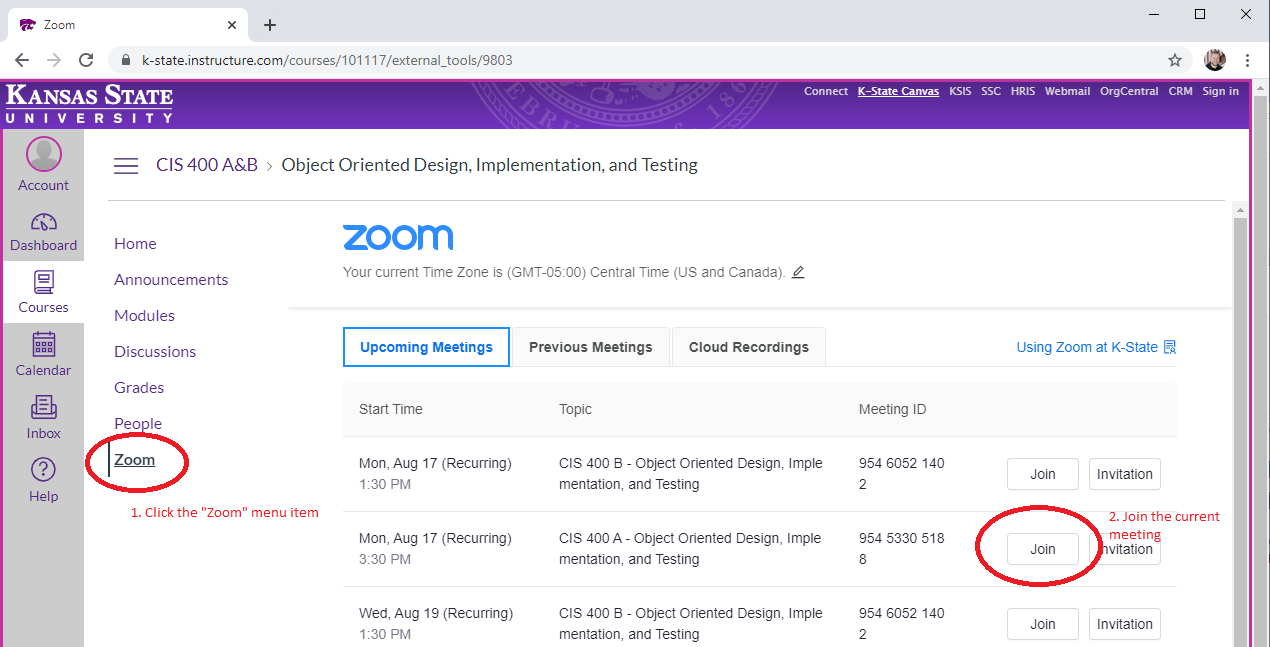 Zoom
k-state.instructure.com/courses/101117/external_tools/9803
KANSAS STATE
UNIVERSITY
Connect K-State Canvas KSIS SSC HRIS Webmail OrgCentral CRM Sign in
Account
Dashboard
Courses
Calendar
Inbox
Help
CIS 400 A&B › Object Oriented Design, Implementation, and Testing
Home
Announcements
Modules
Discussions
Grades
People
Zoom
1. Click the "Zoom" menu item
zoom
Your current Time Zone is (GMT-05:00) Central Time (US and Canada).
Upcoming Meetings Previous Meetings Cloud Recordings Using Zoom at K-State
Start Time Topic Meeting ID
Mon, Aug 17 (Recurring) CIS 400 B - Object Oriented Design, Imple 954 6052 140
1:30 PM mentation, and Testing 2
Join Invitation
Mon, Aug 17 (Recurring) CIS 400 A - Object Oriented Design, Imple 954 5330 518
3:30 PM mentation, and Testing 8
Join Invitation
2. Join the current
meeting
Wed, Aug 19 (Recurring) CIS 400 B - Object Oriented Design, Imple 954 6052 140
1:30 PM mentation, and Testing 2
Join Invitation